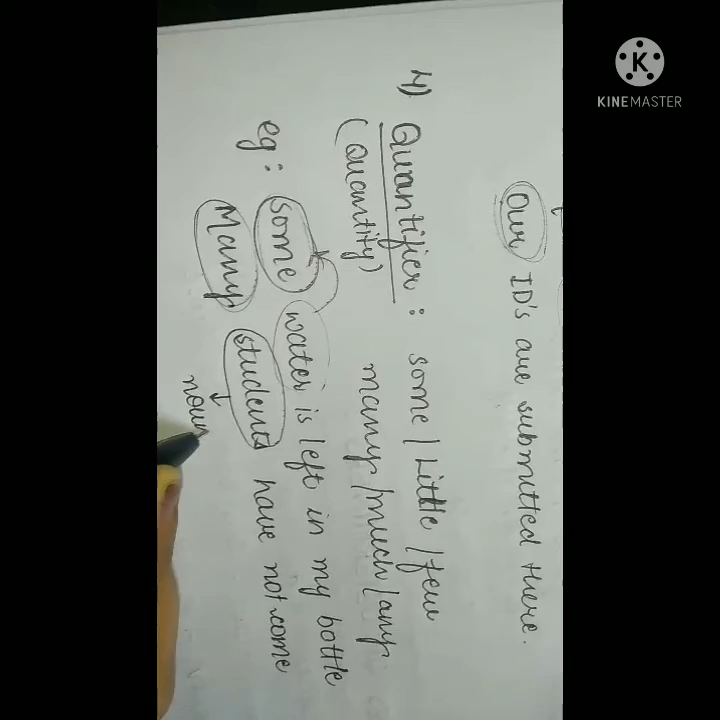 Our ID's are submitted there.
4) Quantifier : some / Little / few
(Quantity) many / much / any
eg : Some water is left in my bottle
Many students have not come
noun
KINEMASTER